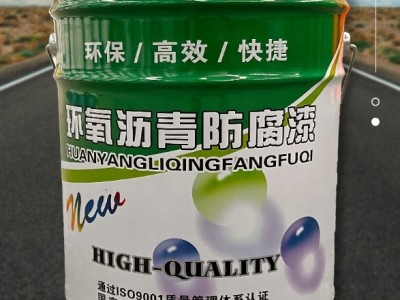 环保 / 高效 / 快捷
环氧沥青防腐漆
HUANYANGLIQINGFANGFUQI
New
HIGH-QUALITY
通过ISO9001质量管理体系认证